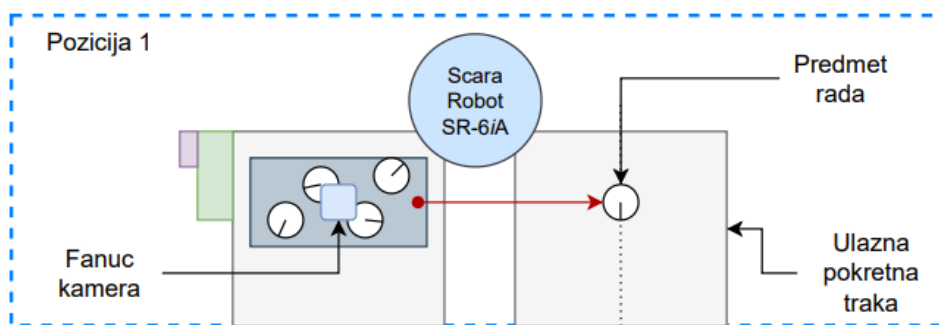 Pozicija 1
Scara
Robot
SR-6iA
Predmet
rada
Fanuc
kamera
Ulazna
pokretna
traka